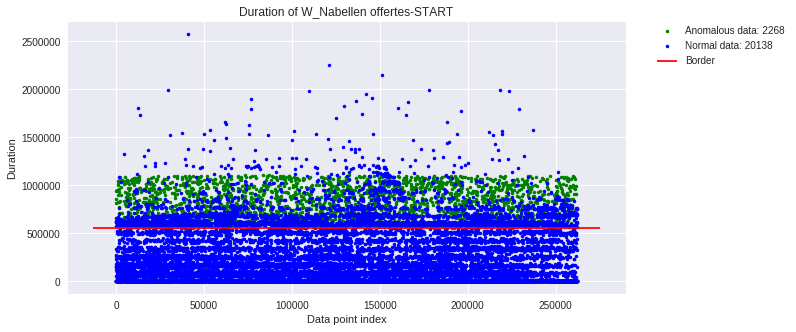 Duration of W_Nabellen offertes-START
Anomalous data: 2268
Normal data: 20138
Border
2500000
2000000
1500000
1000000
500000
0
Duration
0
50000
100000
150000
200000
250000
Data point index